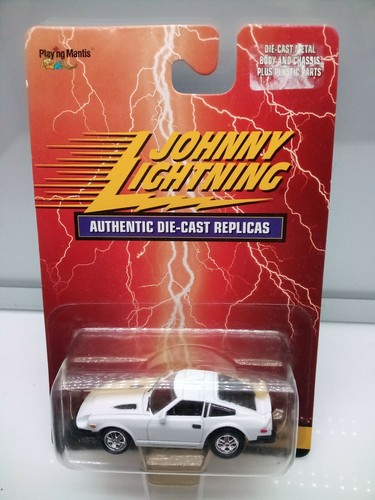 Playing Mantis
DIE-CAST METAL
BODY AND CHASSIS
PLUS PLASTIC PARTS
JOHNNY
LIGHTNING
AUTHENTIC DIE-CAST REPLICAS